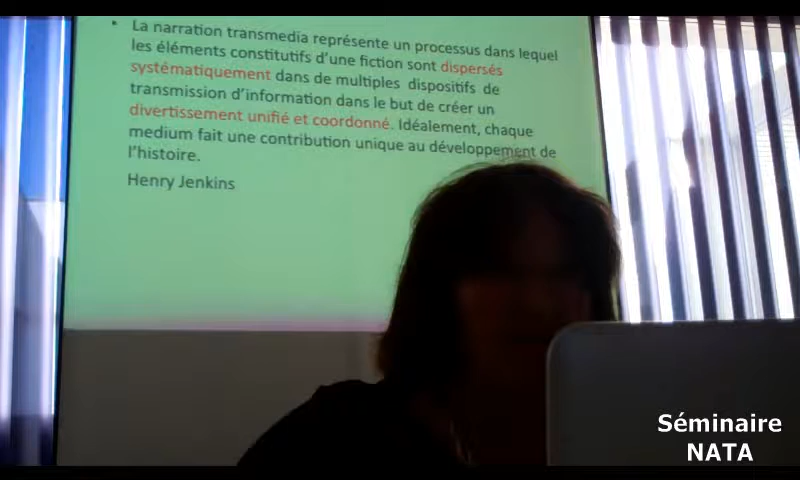 • La narration transmedia représente un processus dans lequel
les éléments constitutifs d'une fiction sont dispersés
systématiquement dans de multiples dispositifs de
transmission d'information dans le but de créer un
divertissement unifié et coordonné. Idéalement, chaque
medium fait une contribution unique au développement de
l'histoire.
Henry Jenkins
Séminaire
NATA